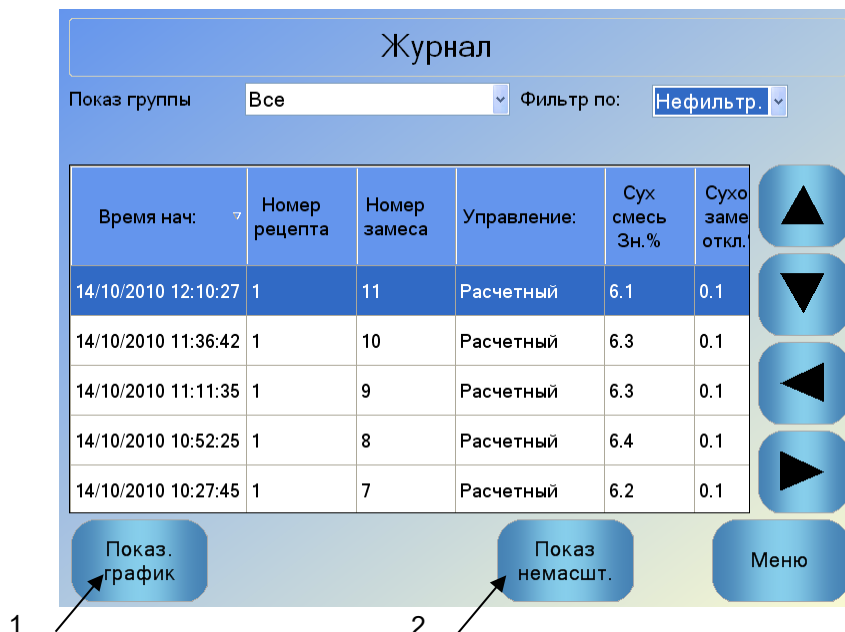 Журнал
Показ группы Все Фильтр по: Нефильтр.
Время нач: Номер рецепта Номер замеса Управление: Сух смесь Зн.% Сухо заме откл.
14/10/2010 12:10:27 1 11 Расчетный 6.1 0.1
14/10/2010 11:36:42 1 10 Расчетный 6.3 0.1
14/10/2010 11:11:35 1 9 Расчетный 6.3 0.1
14/10/2010 10:52:25 1 8 Расчетный 6.4 0.1
14/10/2010 10:27:45 1 7 Расчетный 6.2 0.1
Показ.
график
Показ
немасшт.
Меню
1 2